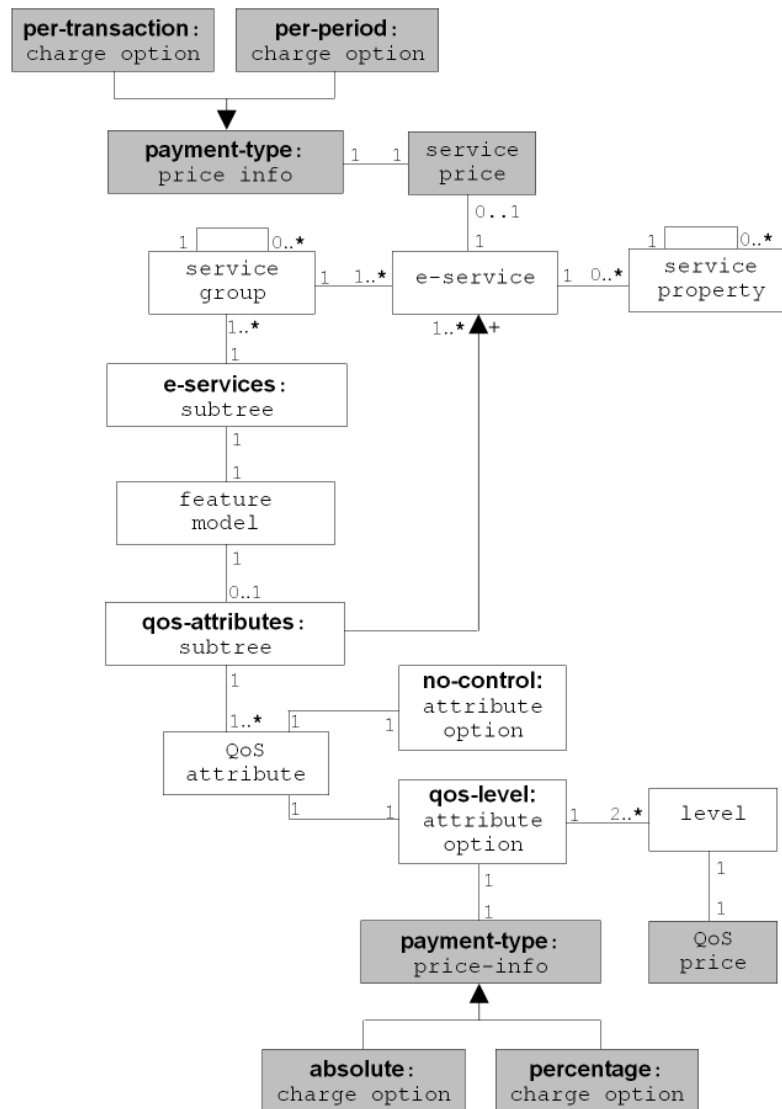 per-transaction:
charge option
per-period:
charge option
payment-type:
price info
1
1
service
price
0..1
1
1
0..*
service
group
1
1..*
e-service
1
0..*
1
0..*
service
property
1..*
1
1..*
+
e-services:
subtree
1
1
feature
model
1
0..1
qos-attributes:
subtree
1
1..*
QoS
attribute
1
1
no-control:
attribute
option
1
1
qos-level:
attribute
option
1
2..*
level
1
1
1
1
payment-type:
price-info
QoS
price
absolute:
charge option
percentage:
charge option